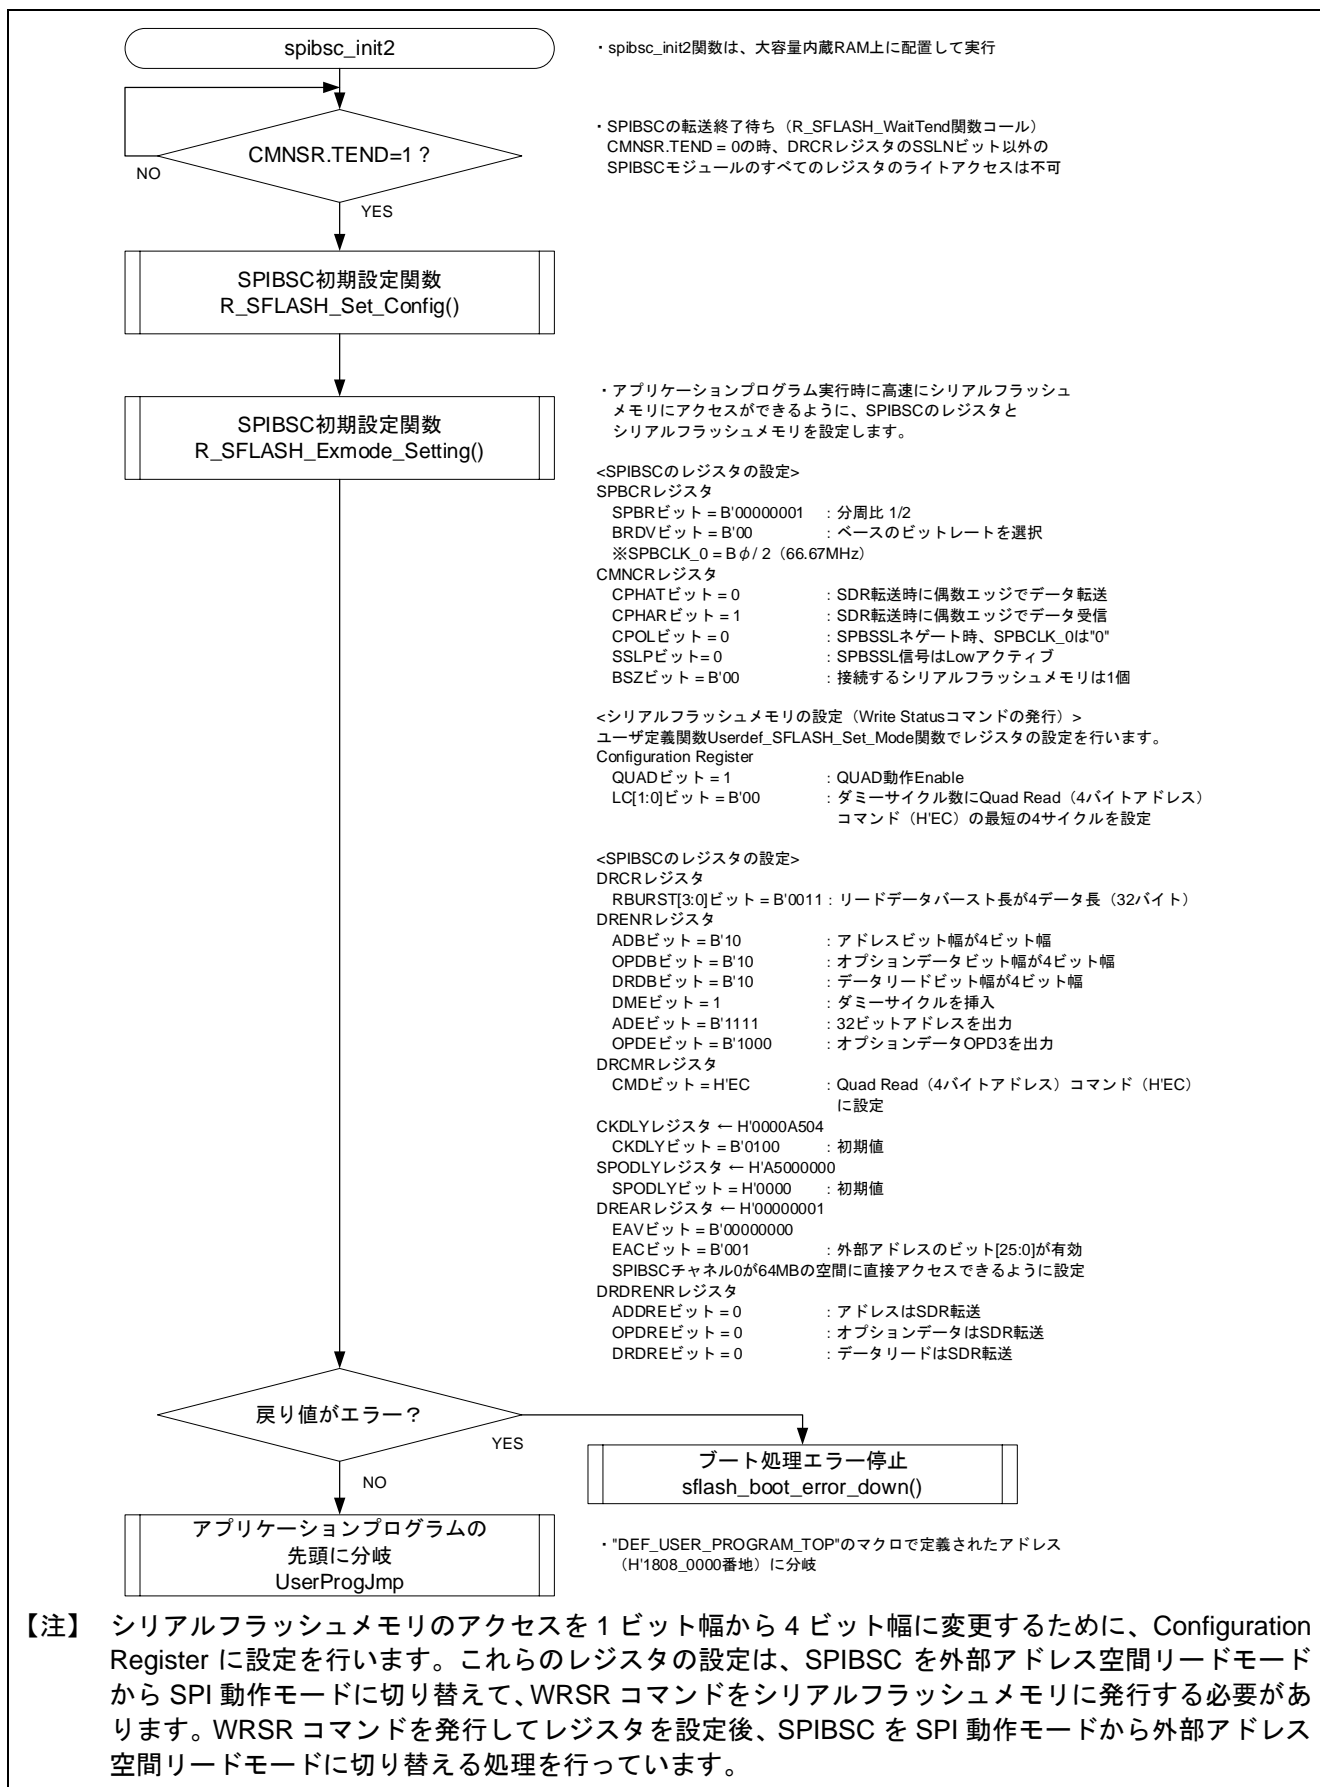 spibsc_init2
・spibsc_init2関数は、大容量内蔵RAM上に配置して実行
CMNSR.TEND=1 ?
NO
YES
・SPIBSCの転送終了待ち（R_SFLASH_WaitTend関数コール）
CMNSR.TEND = 0の時、DRCRレジスタのSSLNビット以外の
SPIBSCモジュールのすべてのレジスタのライトアクセスは不可
SPIBSC初期設定関数
R_SFLASH_Set_Config()
SPIBSC初期設定関数
R_SFLASH_Exmode_Setting()
・アプリケーションプログラム実行時に高速にシリアルフラッシュ
メモリにアクセスができるように、SPIBSCのレジスタと
シリアルフラッシュメモリを設定します。
<SPIBSCのレジスタの設定>
SPBCRレジスタ
SPBRビット = B'00000001 : 分周比 1/2
BRDVビット = B'00 : ベースのビットレートを選択
※SPBCLK_0 = Bφ/ 2（66.67MHz）
CMNCRレジスタ
CPHATビット = 0 : SDR転送時に偶数エッジでデータ転送
CPHARビット = 1 : SDR転送時に偶数エッジでデータ受信
CPOLビット = 0 : SPBSSLネゲート時、SPBCLK_0は"0"
SSLPビット= 0 : SPBSSL信号はLowアクティブ
BSZビット = B'00 : 接続するシリアルフラッシュメモリは1個
<シリアルフラッシュメモリの設定（Write Statusコマンドの発行）>
ユーザ定義関数Userdef_SFLASH_Set_Mode関数でレジスタの設定を行います。
Configuration Register
QUADビット = 1 : QUAD動作Enable
LC[1:0]ビット = B'00 : ダミーサイクル数にQuad Read（4バイトアドレス）
コマンド（H'EC）の最短の4サイクルを設定
<SPIBSCのレジスタの設定>
DRCRレジスタ
RBURST[3:0]ビット = B'0011 : リードデータバースト長が4データ長（32バイト）
DRENRレジスタ
ADBビット = B'10 : アドレスビット幅が4ビット幅
OPDBビット = B'10 : オプションデータビット幅が4ビット幅
DRDBビット = B'10 : データリードビット幅が4ビット幅
DMEビット = 1 : ダミーサイクルを挿入
ADEビット = B'1111 : 32ビットアドレスを出力
OPDEビット = B'1000 : オプションデータOPD3を出力
DRCMRレジスタ
CMDビット = H'EC : Quad Read（4バイトアドレス）コマンド（H'EC）
に設定
CKDLYレジスタ ← H'0000A504
CKDLYビット = B'0100 : 初期値
SPODLYレジスタ ← H'A5000000
SPODLYビット = H'0000 : 初期値
DREARレジスタ ← H'00000001
EAVビット = B'00000000
EACビット = B'001 : 外部アドレスのビット[25:0]が有効
SPIBSCチャネル0が64MBの空間に直接アクセスできるように設定
DRDRENRレジスタ
ADDREビット = 0 : アドレスはSDR転送
OPDREビット = 0 : オプションデータはSDR転送
DRDREビット = 0 : データリードはSDR転送
戻り値がエラー？
YES
NO
ブート処理エラー停止
sflash_boot_error_down()
アプリケーションプログラムの
先頭に分岐
UserProgJmp
・"DEF_USER_PROGRAM_TOP"のマクロで定義されたアドレス
（H'1808_0000番地）に分岐
【注】 シリアルフラッシュメモリのアクセスを 1 ビット幅から 4 ビット幅に変更するために、Configuration
Register に設定を行います。これらのレジスタの設定は、SPIBSC を外部アドレス空間リードモード
から SPI 動作モードに切り替えて、WRSR コマンドをシリアルフラッシュメモリに発行する必要があ
ります。WRSR コマンドを発行してレジスタを設定後、SPIBSC を SPI 動作モードから外部アドレス
空間リードモードに切り替える処理を行っています。